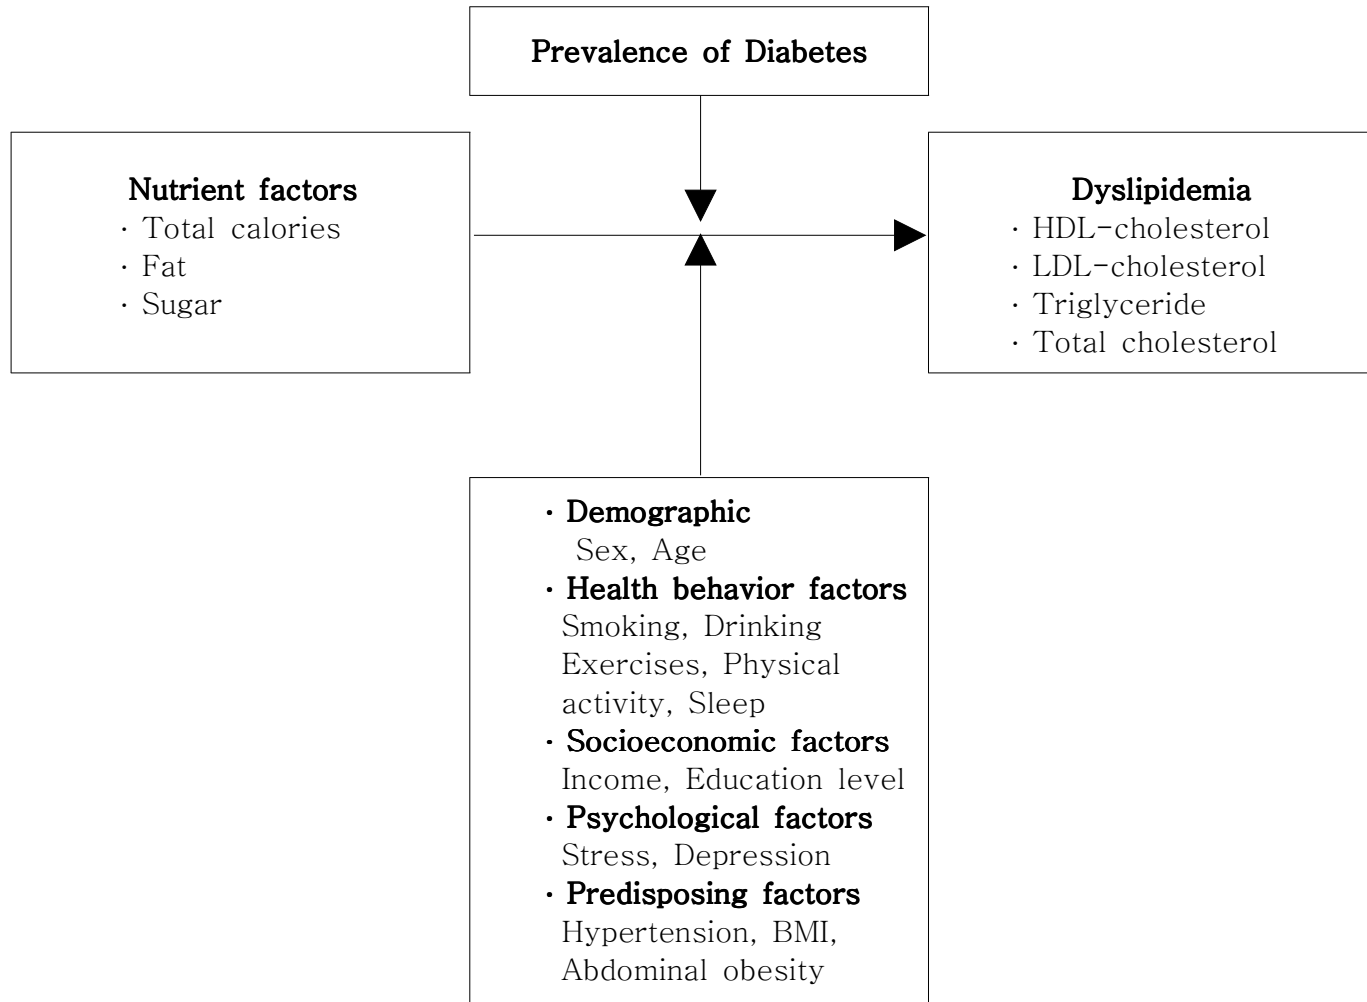 Prevalence of Diabetes
Nutrient factors
· Total calories
· Fat
· Sugar
Dyslipidemia
· HDL-cholesterol
· LDL-cholesterol
· Triglyceride
· Total cholesterol
· Demographic
Sex, Age
· Health behavior factors
Smoking, Drinking
Exercises, Physical
activity, Sleep
· Socioeconomic factors
Income, Education level
· Psychological factors
Stress, Depression
· Predisposing factors
Hypertension, BMI,
Abdominal obesity